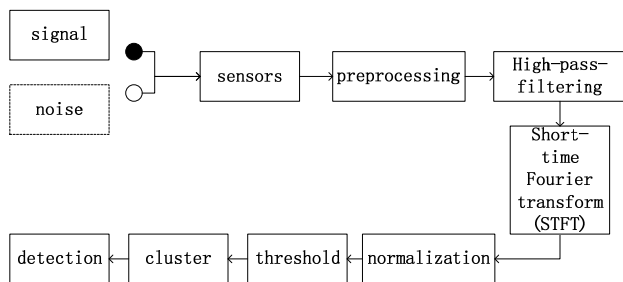 signal
noise
sensors
preprocessing
High-pass-
filtering
Short-
time
Fourier
transform
(STFT)
detection
cluster
threshold
normalization